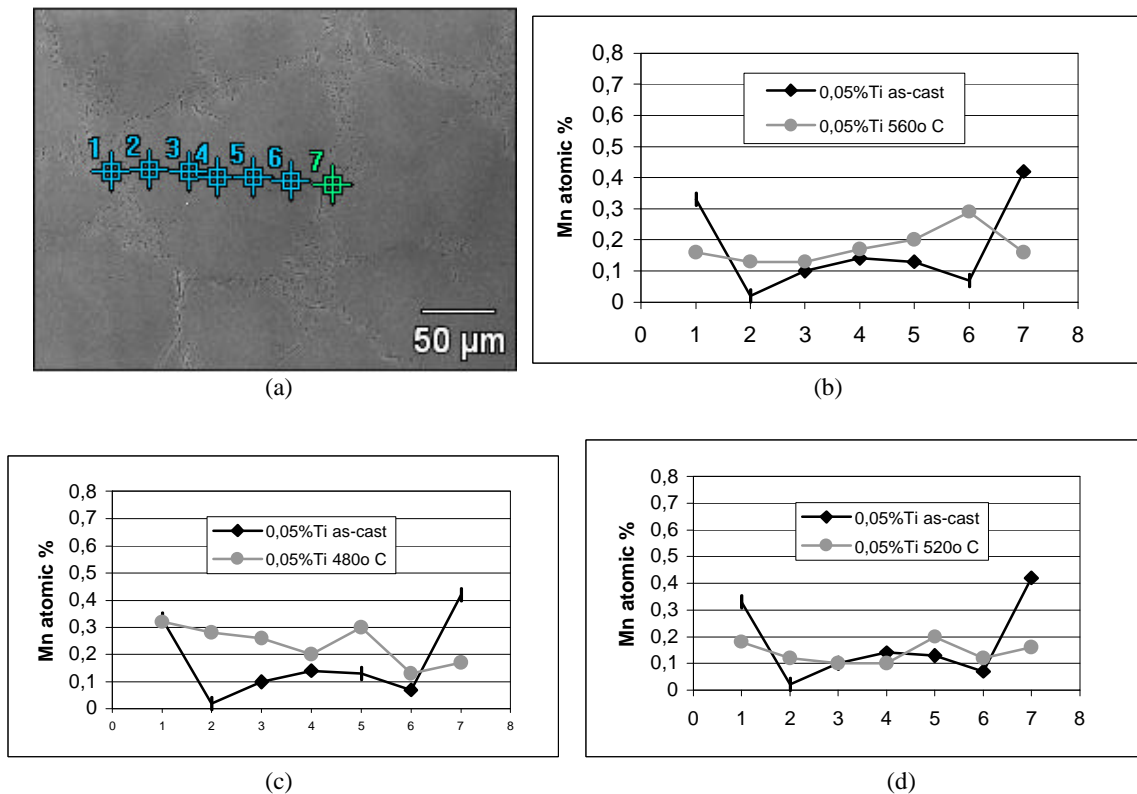 1 2 3 4 5 6 7
50 µm
(a)
Mn atomic %
0,8
0,7
0,6
0,5
0,4
0,3
0,2
0,1
0
0,05%Ti as-cast
0,05%Ti 560o C
0 1 2 3 4 5 6 7 8
(b)
Mn atomic %
0,8
0,7
0,6
0,5
0,4
0,3
0,2
0,1
0
0,05%Ti as-cast
0,05%Ti 480o C
0 1 2 3 4 5 6 7 8
(c)
Mn atomic %
0,8
0,7
0,6
0,5
0,4
0,3
0,2
0,1
0
0,05%Ti as-cast
0,05%Ti 520o C
0 1 2 3 4 5 6 7 8
(d)